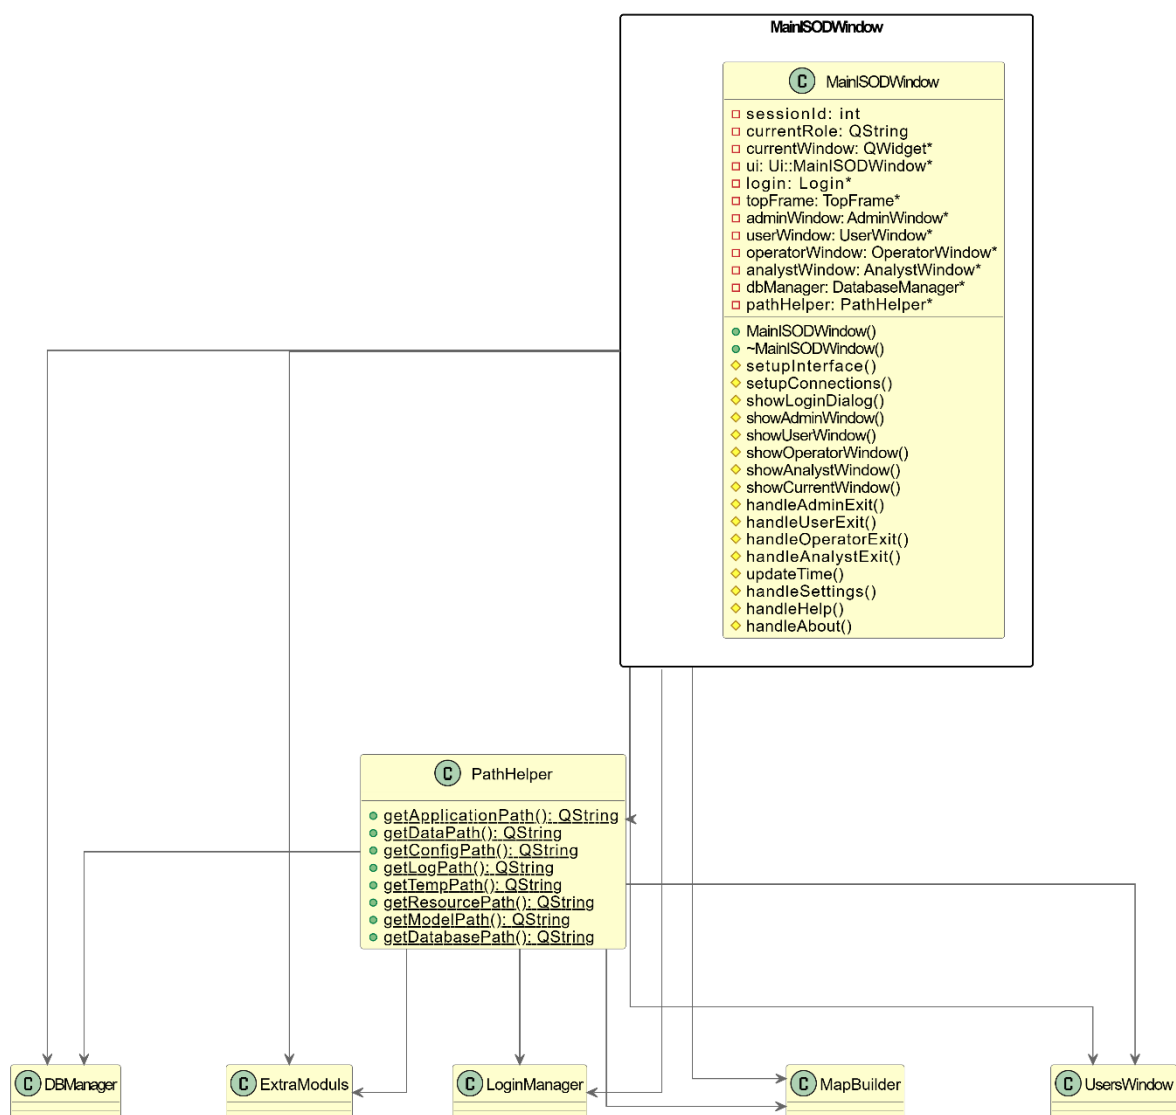 MainISODWindow
C MainISODWindow
sessionId: int
currentRole: QString
currentWindow: QWidget*
ui: Ui::MainISODWindow*
login: Login*
topFrame: TopFrame*
adminWindow: AdminWindow*
userWindow: UserWindow*
operatorWindow: OperatorWindow*
analystWindow: AnalystWindow*
dbManager: DatabaseManager*
pathHelper: PathHelper*
MainISODWindow()
~MainISODWindow()
setupInterface()
setupConnections()
showLoginDialog()
showAdminWindow()
showUserWindow()
showOperatorWindow()
showAnalystWindow()
showCurrentWindow()
handleAdminExit()
handleUserExit()
handleOperatorExit()
handleAnalystExit()
updateTime()
handleSettings()
handleHelp()
handleAbout()
C PathHelper
getApplicationPath(): QString
getDataPath(): QString
getConfigPath(): QString
getLogPath(): QString
getTempPath(): QString
getResourcePath(): QString
getModelPath(): QString
getDatabasePath(): QString
C DBManager
C ExtraModuls
C LoginManager
C MapBuilder
C UsersWindow